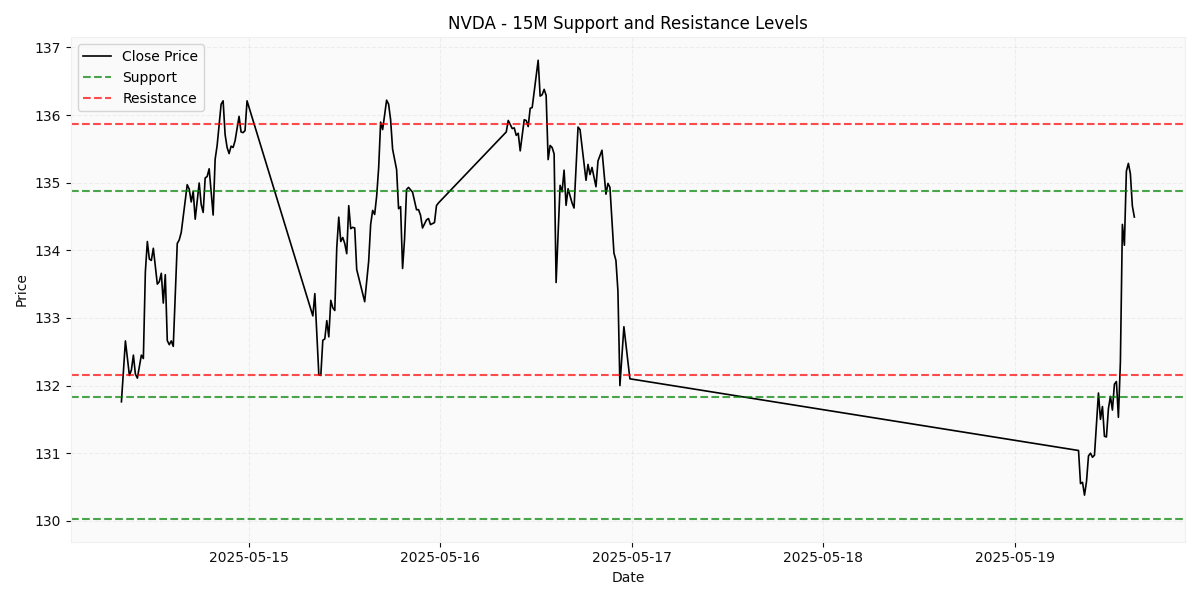 NVDA - 15M Support and Resistance Levels
Close Price
Support
Resistance
137
136
135
134
133
132
131
130
Price
2025-05-15
2025-05-16
2025-05-17
2025-05-18
2025-05-19
Date